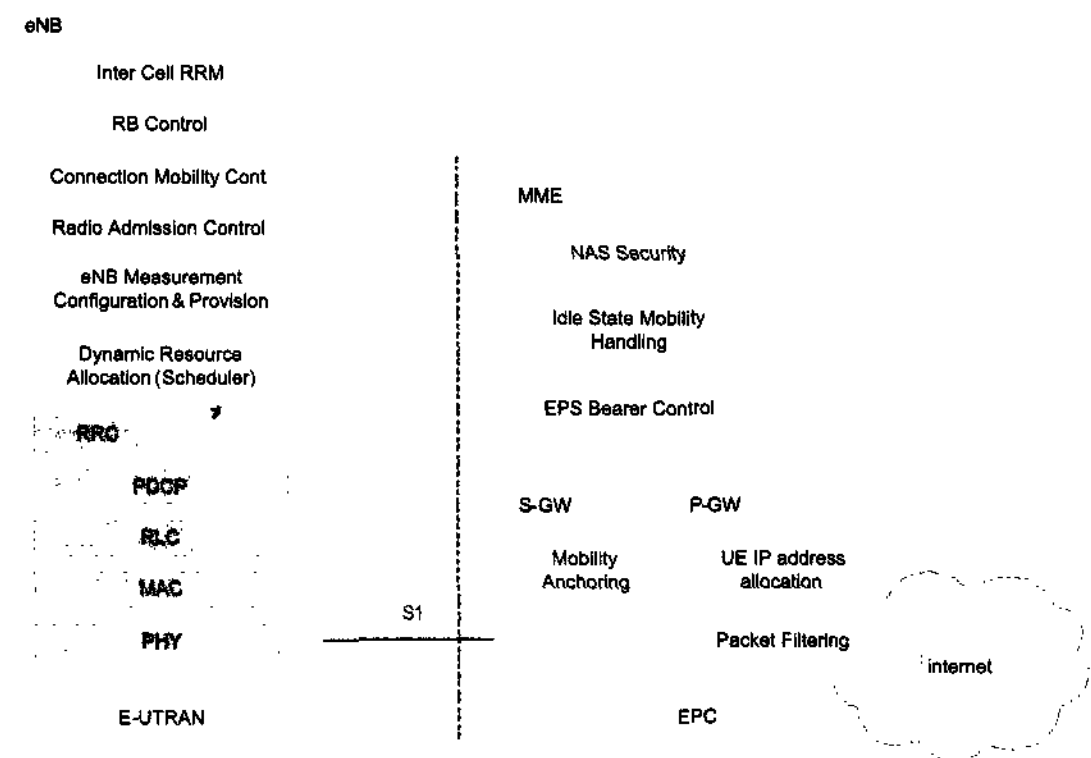 eNB
Inter Cell RRM
RB Control
Connection Mobility Cont
Radio Admission Control
eNB Measurement
Configuration & Provision
Dynamic Resource
Allocation (Scheduler)
RRC
PDCP
RLC
MAC
PHY
E-UTRAN
S1
MME
NAS Security
Idle State Mobility
Handling
EPS Bearer Control
S-GW
Mobility
Anchoring
P-GW
UE IP address
allocation
Packet Filtering
EPC
internet